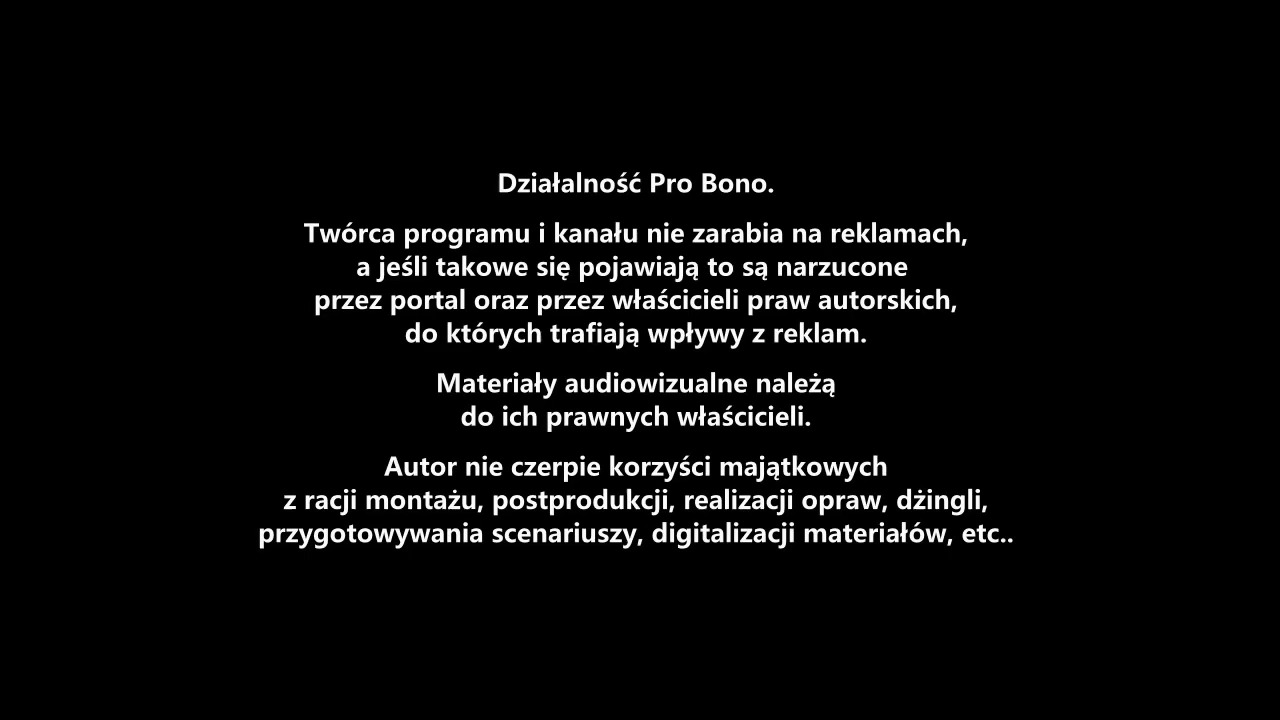 Działalność Pro Bono.
Twórca programu i kanału nie zarabia na reklamach,
a jeśli takowe się pojawiają to są narzucone
przez portal oraz przez właścicieli praw autorskich,
do których trafiają wpływy z reklam.
Materiały audiowizualne należą
do ich prawnych właścicieli.
Autor nie czerpie korzyści majątkowych
z racji montażu, postprodukcji, realizacji opraw, dżingli,
przygotowywania scenariuszy, digitalizacji materiałów, etc..